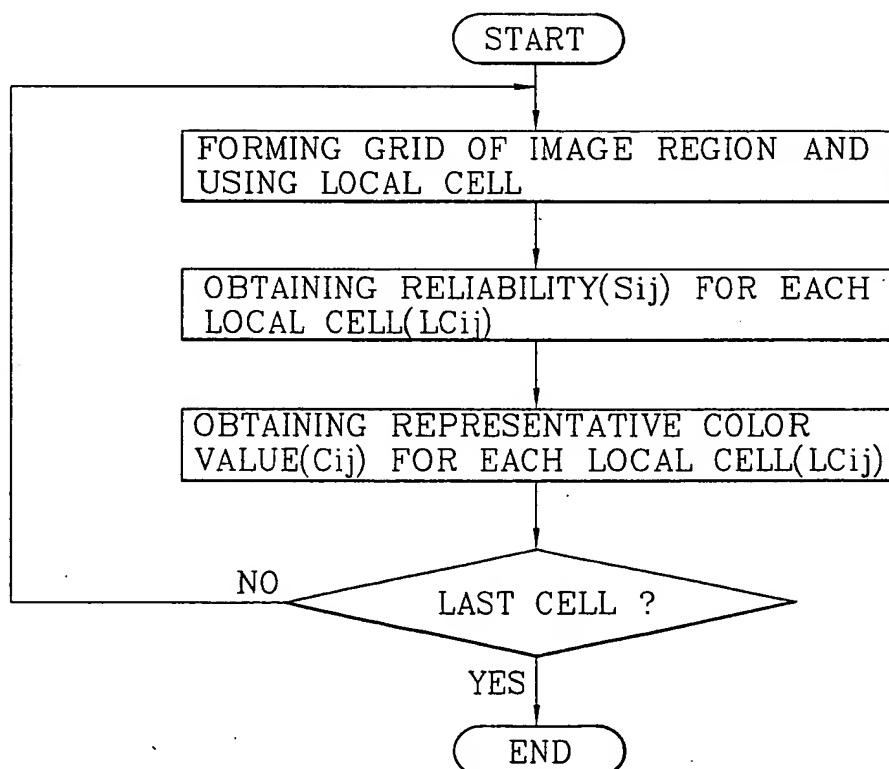 START
FORMING GRID OF IMAGE REGION AND
USING LOCAL CELL
OBTAINING RELIABILITY(Sij) FOR EACH
LOCAL CELL(LCij)
OBTAINING REPRESENTATIVE COLOR
VALUE(Cij) FOR EACH LOCAL CELL(LCij)
NO
LAST CELL ?
YES
END